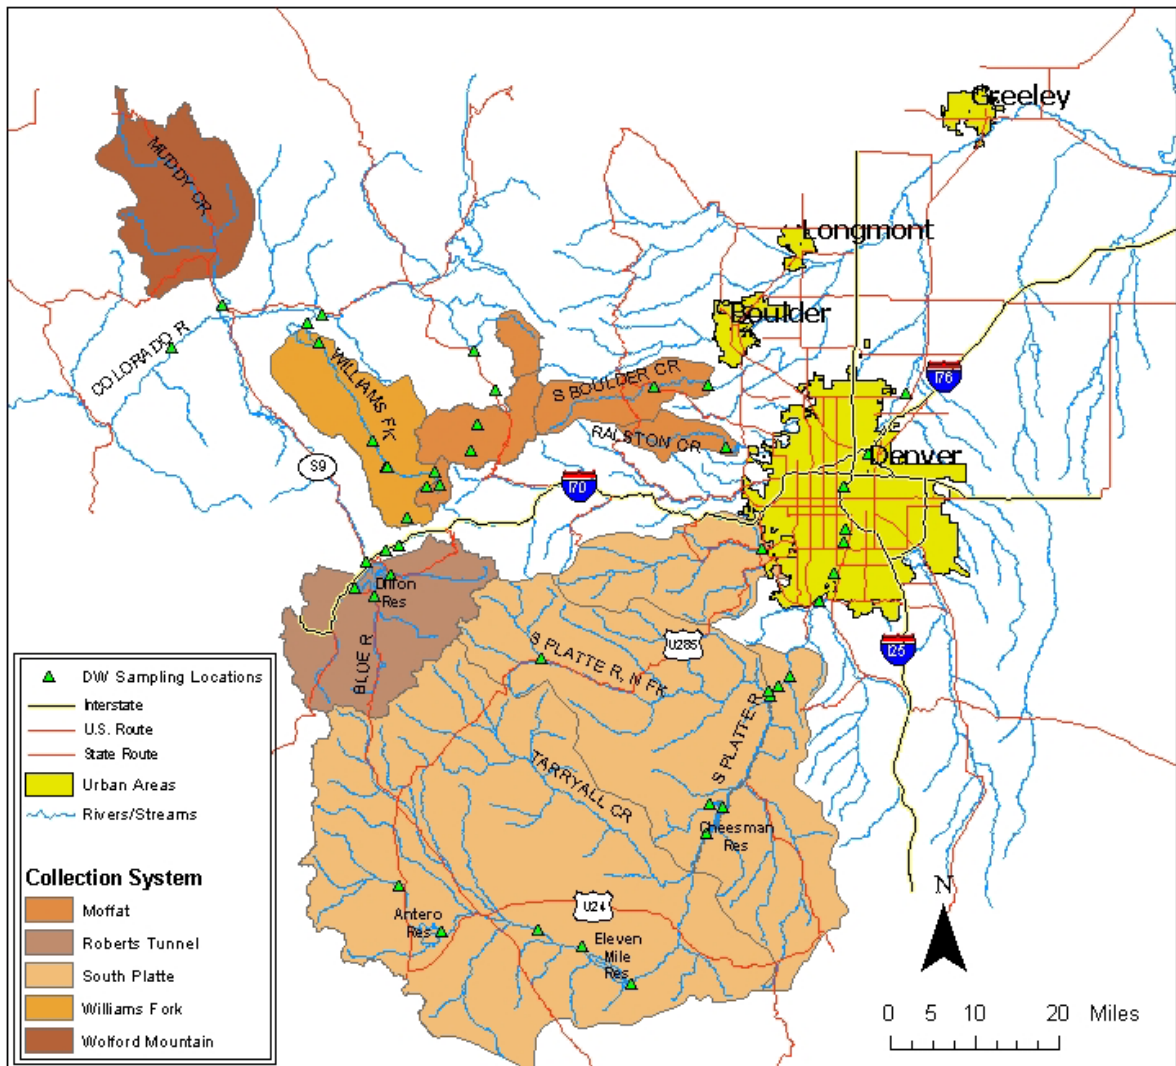 Greeley
MUDDY CR
Longmont
Boulder
COLORADO R
WILLIAMS FK
S BOULDER CR
I76
RALSTON CR
Denver
S9
I70
Dillon
Res
U285
I25
BLUE R
S PLATTE R, N FK
S PLATTE R
TARRYALL CR
Cheesman
Res
U24
Antero
Res
Eleven
Mile
Res
N
0 5 10 20 Miles
DW Sampling Locations
Interstate
U.S. Route
State Route
Urban Areas
Rivers/Streams
Collection System
Moffat
Roberts Tunnel
South Platte
Williams Fork
Wolford Mountain